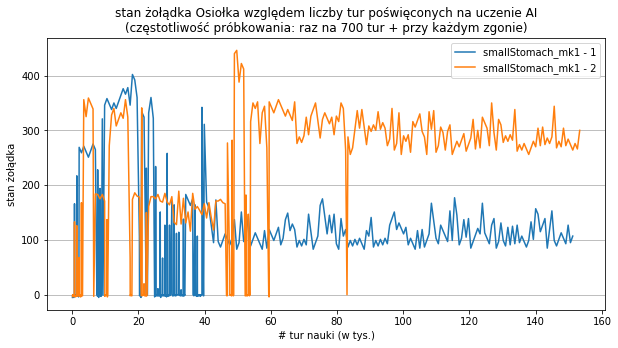 stan żołądka Osiołka względem liczby tur poświęconych na uczenie AI
(częstotliwość próbkowania: raz na 700 tur + przy każdym zgonie)
smallStomach_mk1 - 1
smallStomach_mk1 - 2
stan żołądka
400
300
200
100
0
0 20 40 60 80 100 120 140 160
# tur nauki (w tys.)